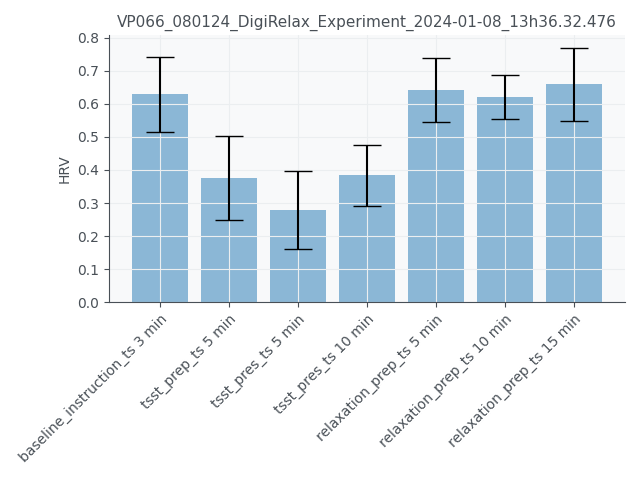 VP066_080124_DigiRelax_Experiment_2024-01-08_13h36.32.476
0.8
0.7
0.6
0.5
0.4
0.3
0.2
0.1
0.0
HRV
baseline_instruction_ts 3 min
tsst_prep_ts 5 min
tsst_pres_ts 5 min
tsst_pres_ts 10 min
relaxation_prep_ts 5 min
relaxation_prep_ts 10 min
relaxation_prep_ts 15 min